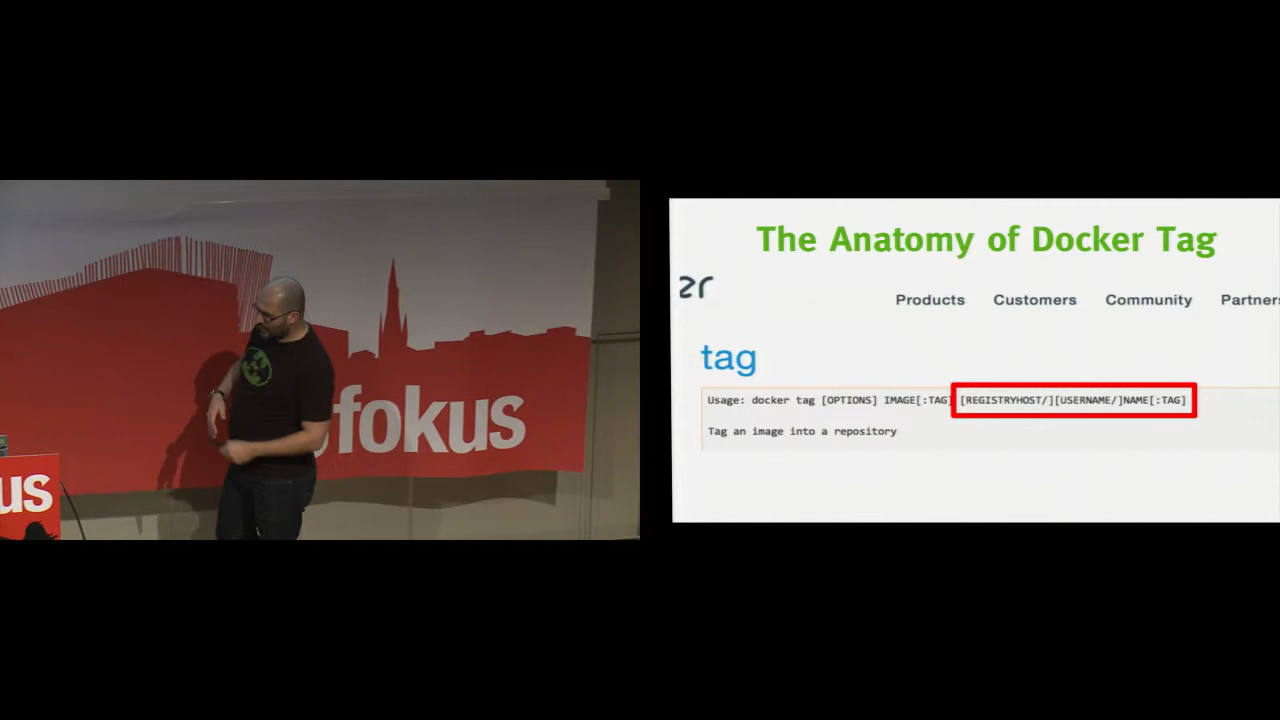 fokus
us
The Anatomy of Docker Tag
er
Products Customers Community Partners
tag
Usage: docker tag [OPTIONS] IMAGE[:TAG] [REGISTRYHOST/][USERNAME/]NAME[:TAG]
Tag an image into a repository